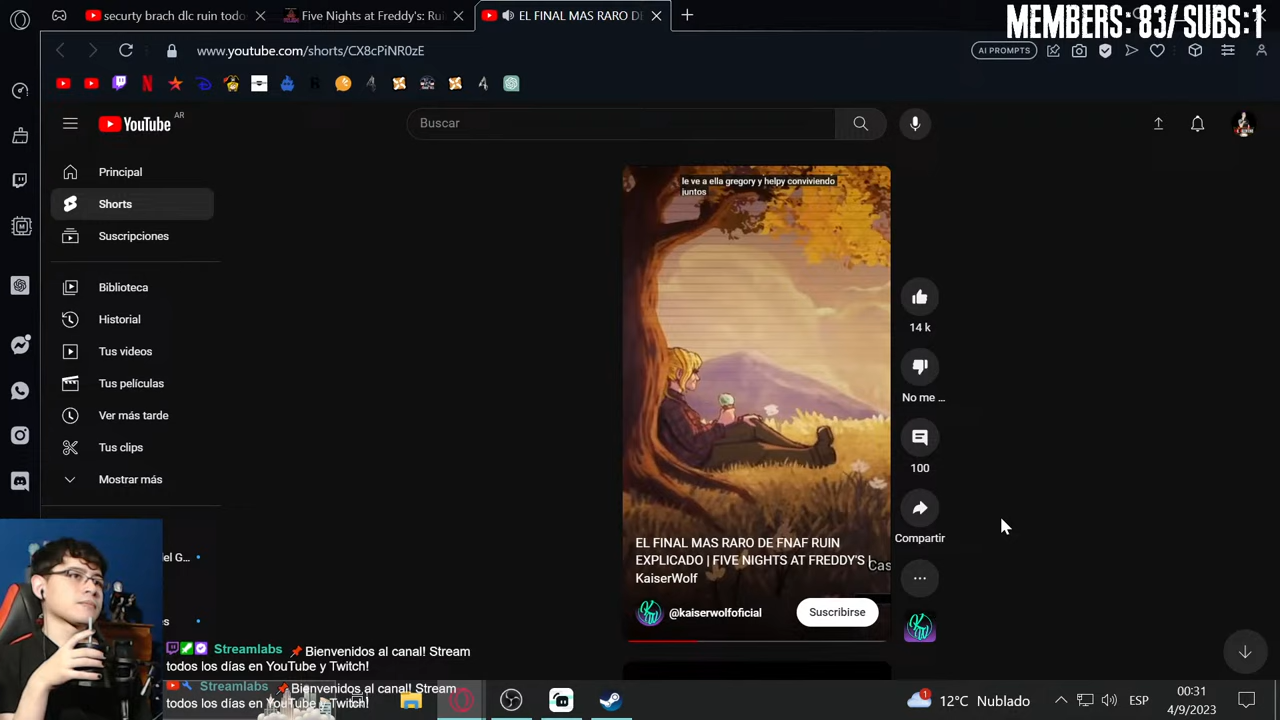 securty brach dlc ruin todo
Five Nights at Freddy's: Rui
EL FINAL MAS RARO DE
MEMBERS: 83/ SUBS:1
www.youtube.com/shorts/CX8cPiNR0zE
AI PROMPTS
YouTube
AR
Buscar
Principal
Shorts
Suscripciones
Biblioteca
Historial
Tus videos
Tus películas
Ver más tarde
Tus clips
Mostrar más
le ve a ella gregory y helpy conviviendo
juntos
14 k
No me ...
100
Compartir
EL FINAL MAS RARO DE FNAF RUIN
EXPLICADO | FIVE NIGHTS AT FREDDY'S |
KaiserWolf
Cas
@kaiserwolfoficial
Suscribirse
el G...
s
Streamlabs 📌 Bienvenidos al canal! Stream
todos los días en YouTube y Twitch!
Streamlabs 📌 Bienvenidos al canal! Stream
todos los días en YouTube y Twitch!
1
12°C Nublado
ESP
00:31
4/9/2023